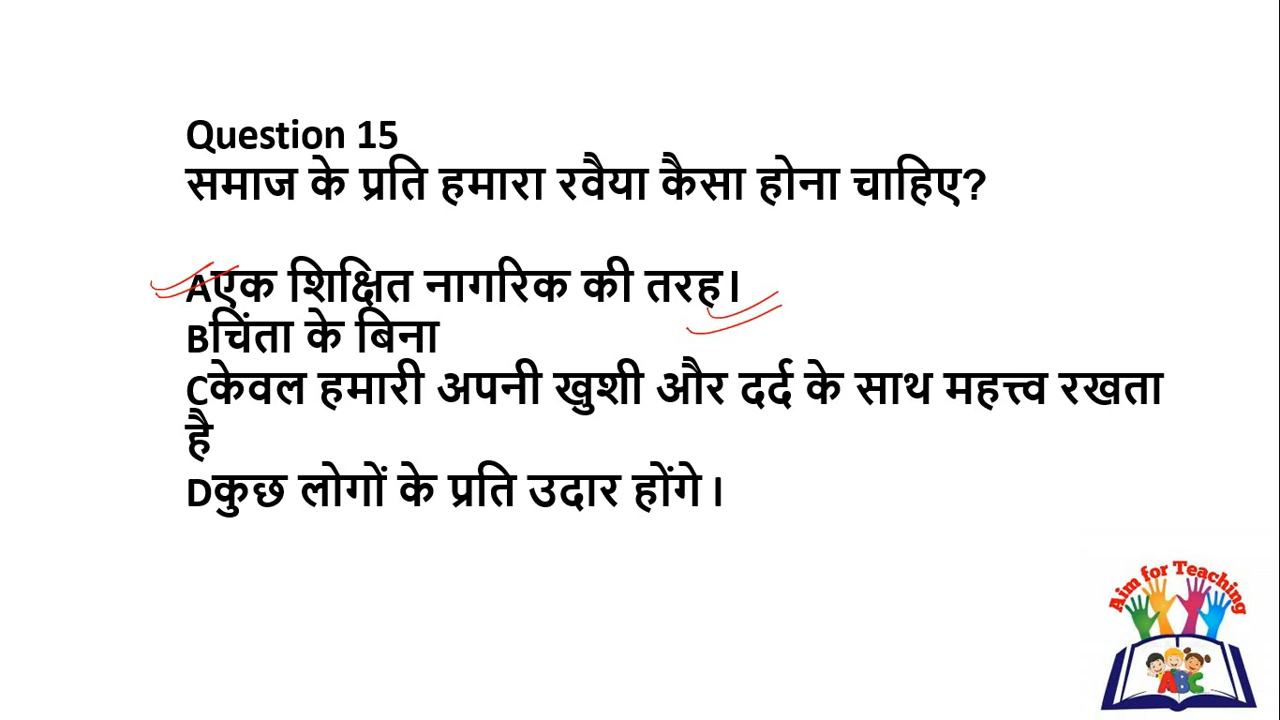 Question 15
समाज के प्रति हमारा रवैया कैसा होना चाहिए?
Aएक शिक्षित नागरिक की तरह।
Bचिंता के बिना
Cकेवल हमारी अपनी खुशी और दर्द के साथ महत्त्व रखता
है
Dकुछ लोगों के प्रति उदार होंगे।
Aim for Teaching
ABC